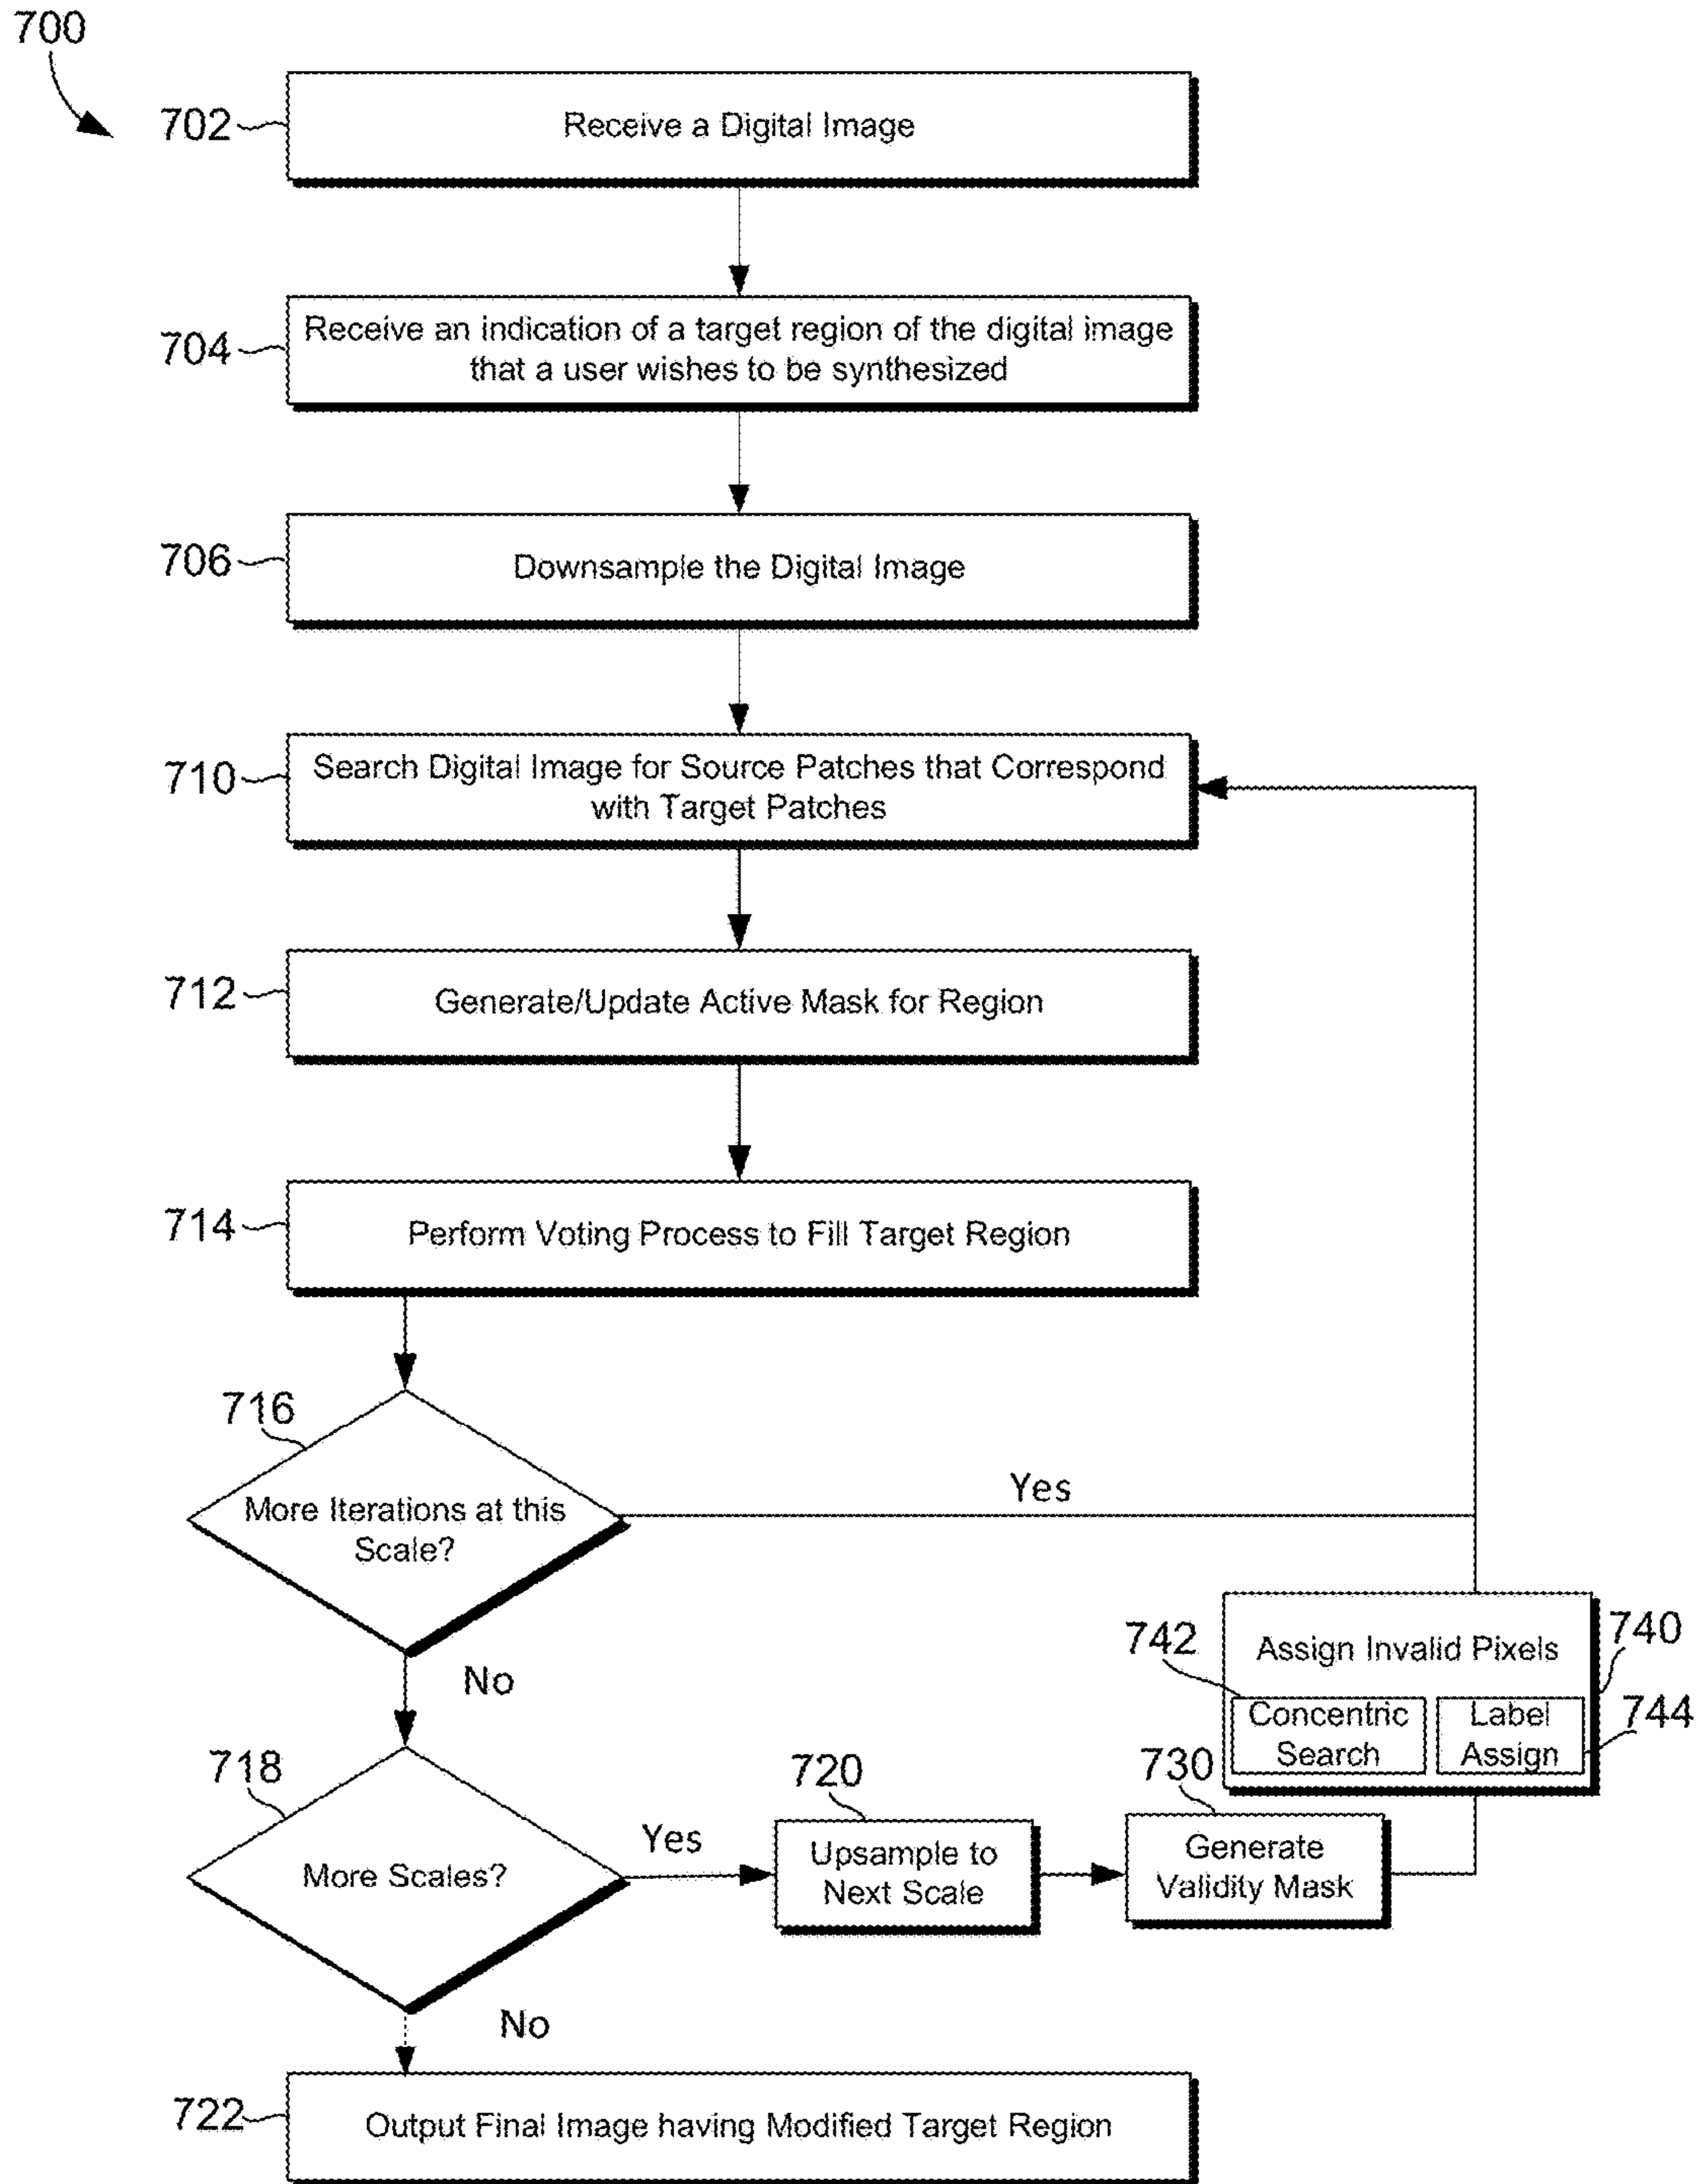 700
702
Receive a Digital Image
704
Receive an indication of a target region of the digital image
that a user wishes to be synthesized
706
Downsample the Digital Image
710
Search Digital Image for Source Patches that Correspond
with Target Patches
712
Generate/Update Active Mask for Region
714
Perform Voting Process to Fill Target Region
716
More Iterations at this
Scale?
Yes
No
740
Assign Invalid Pixels
742
Concentric
Search
744
Label
Assign
718
More Scales?
Yes
720
Upsample to
Next Scale
730
Generate
Validity Mask
No
722
Output Final Image having Modified Target Region